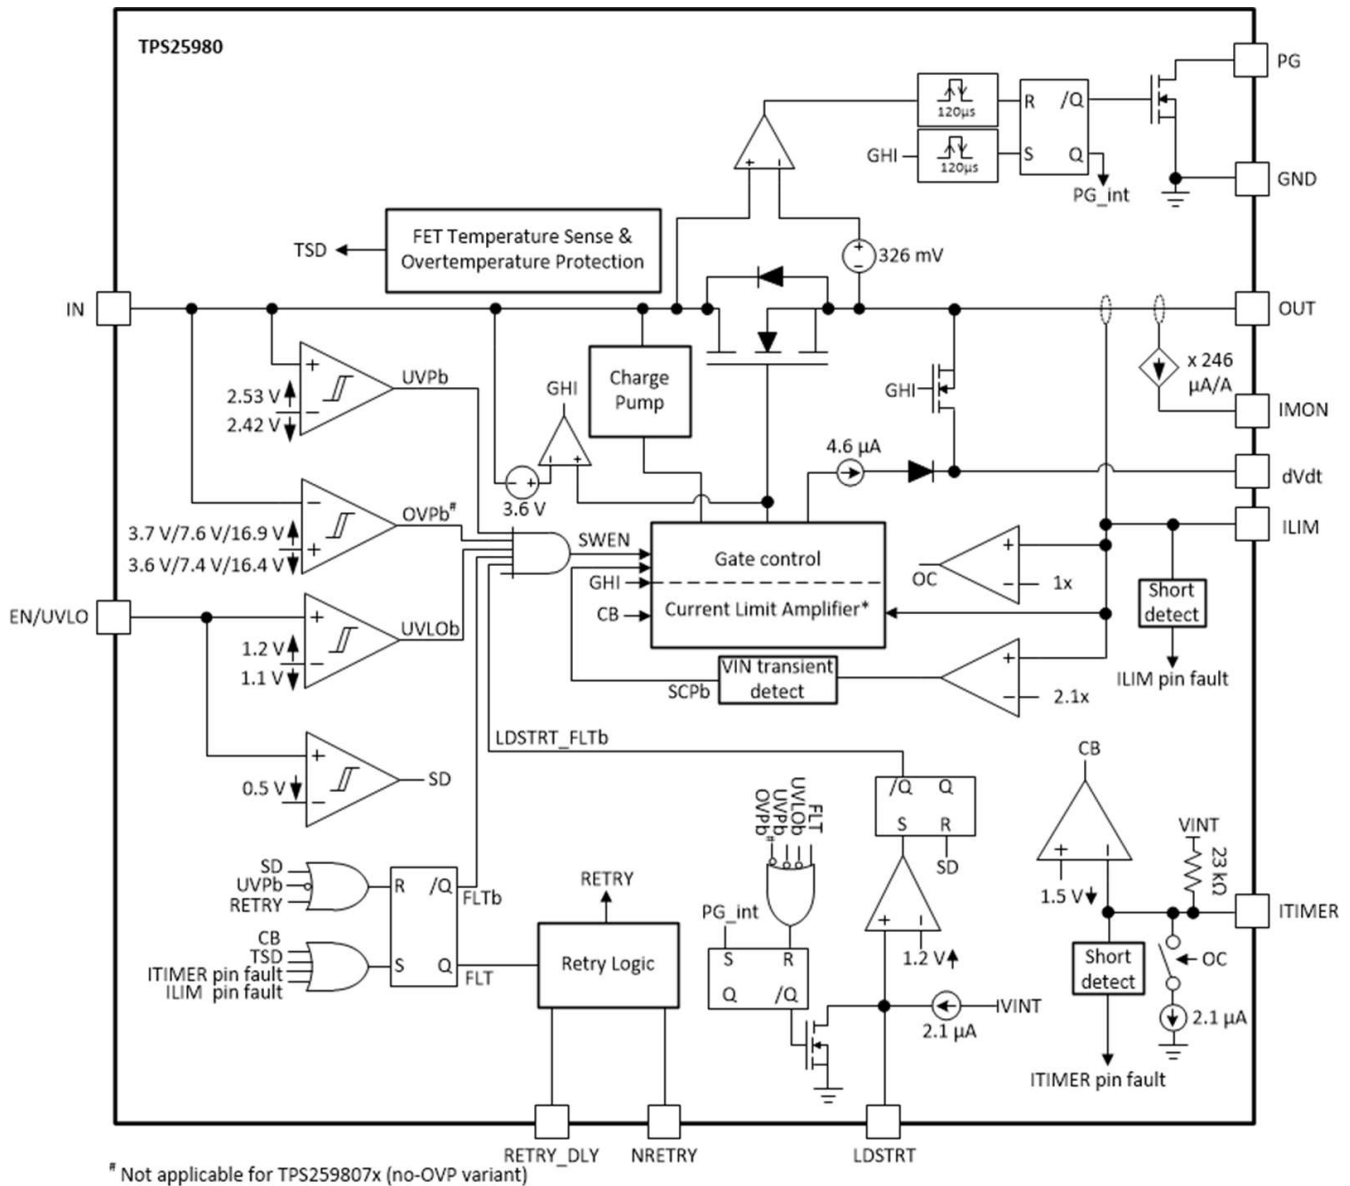 TPS25980
PG
120µs
R
/Q
GHI
120µs
S
Q
PG_int
GND
FET Temperature Sense &
Overtemperature Protection
TSD
+
-
+
-
326 mV
IN
OUT
+
-
UVPb
2.53 V
2.42 V
GHI
Charge
Pump
GHI
x 246
µA/A
IMON
4.6 µA
dVdt
- +
3.6 V
-
+
OVPb#
3.7 V/7.6 V/16.9 V
3.6 V/7.4 V/16.4 V
-
+
SWEN
GHI
CB
Gate control
Current Limit Amplifier*
OC
+
-
1x
ILIM
Short
detect
ILIM pin fault
EN/UVLO
+
-
UVLOb
1.2 V
1.1 V
SCPb
VIN transient
detect
+
-
2.1x
LDSTRT_FLTb
+
-
0.5 V
SD
/Q
Q
S
R
SD
OVPb#
UVPb
UVLOb
FLT
CB
+
-
1.5 V
VINT
23 kΩ
ITIMER
SD
UVPb
RETRY
R
/Q
FLTb
CB
TSD
ITIMER pin fault
ILIM pin fault
S
Q
FLT
RETRY
Retry Logic
PG_int
S
R
Q
/Q
+
-
1.2 V
2.1 µA
VINT
Short
detect
OC
2.1 µA
ITIMER pin fault
RETRY_DLY
NRETRY
LDSTRT
# Not applicable for TPS259807x (no-OVP variant)